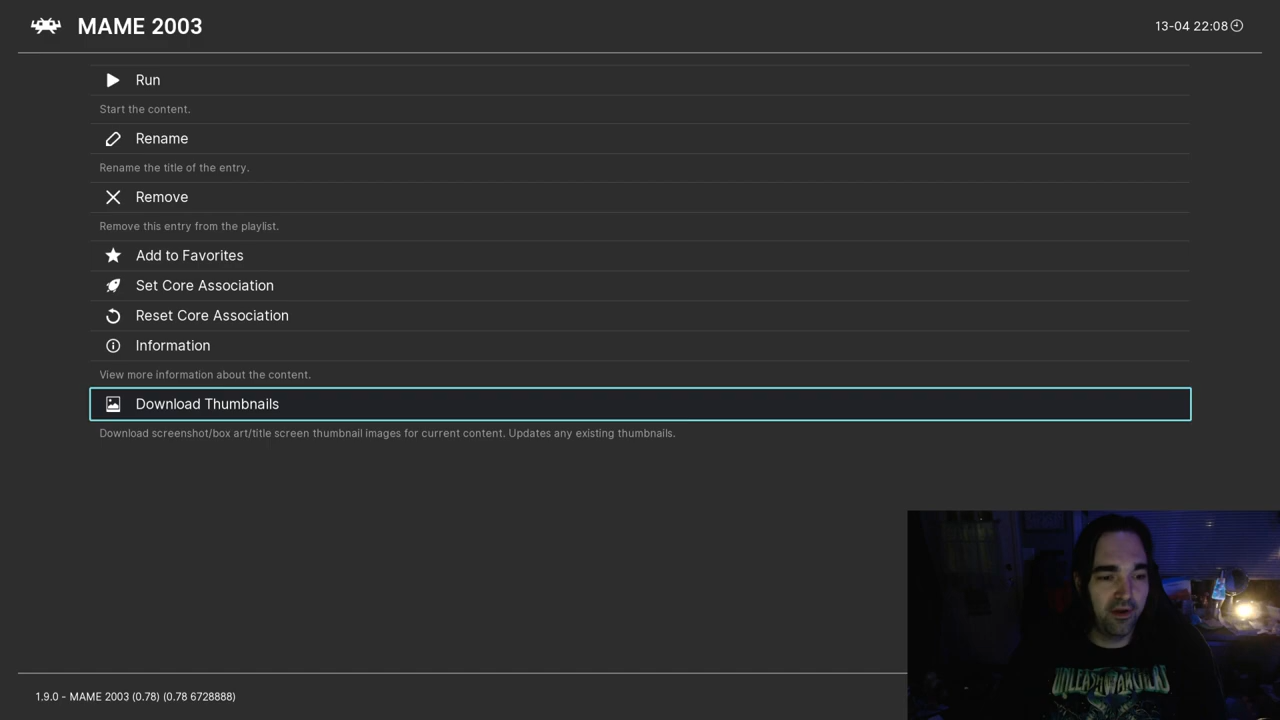 MAME 2003
13-04 22:08
Run
Start the content.
Rename
Rename the title of the entry.
Remove
Remove this entry from the playlist.
Add to Favorites
Set Core Association
Reset Core Association
Information
View more information about the content.
Download Thumbnails
Download screenshot/box art/title screen thumbnail images for current content. Updates any existing thumbnails.
1.9.0 - MAME 2003 (0.78) (0.78 6728888)